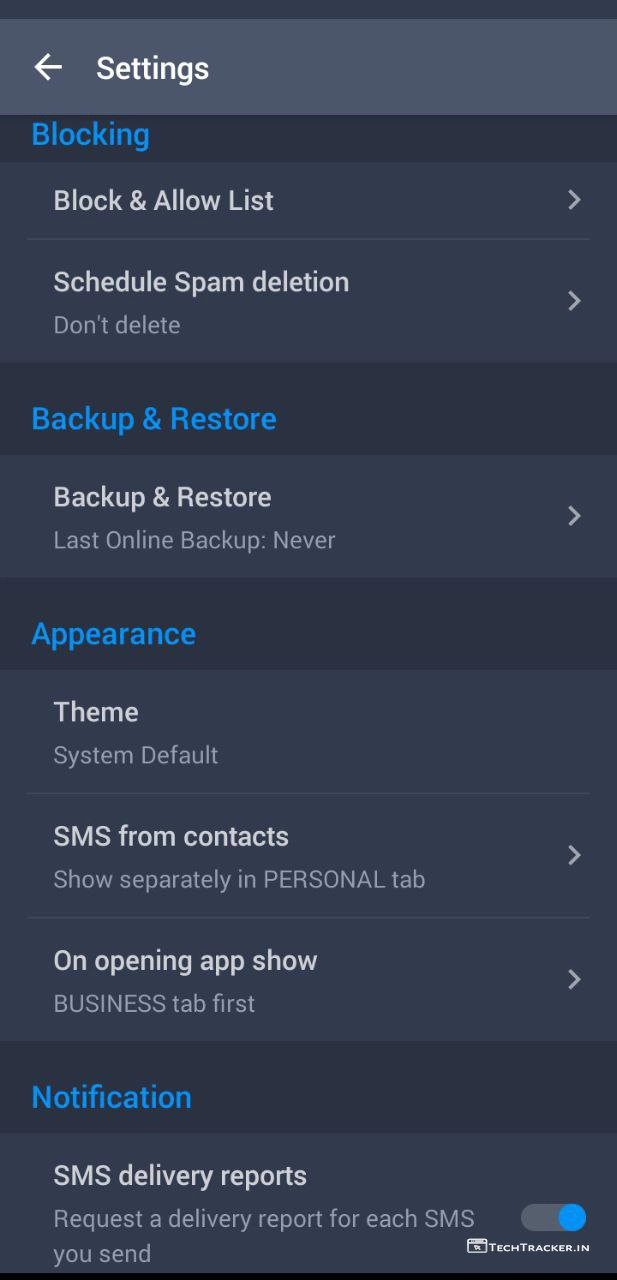 Settings
Blocking
Block & Allow List
Schedule Spam deletion
Don't delete
Backup & Restore
Backup & Restore
Last Online Backup: Never
Appearance
Theme
System Default
SMS from contacts
Show separately in PERSONAL tab
On opening app show
BUSINESS tab first
Notification
SMS delivery reports
Request a delivery report for each SMS
you send
TECHTRACKER.IN